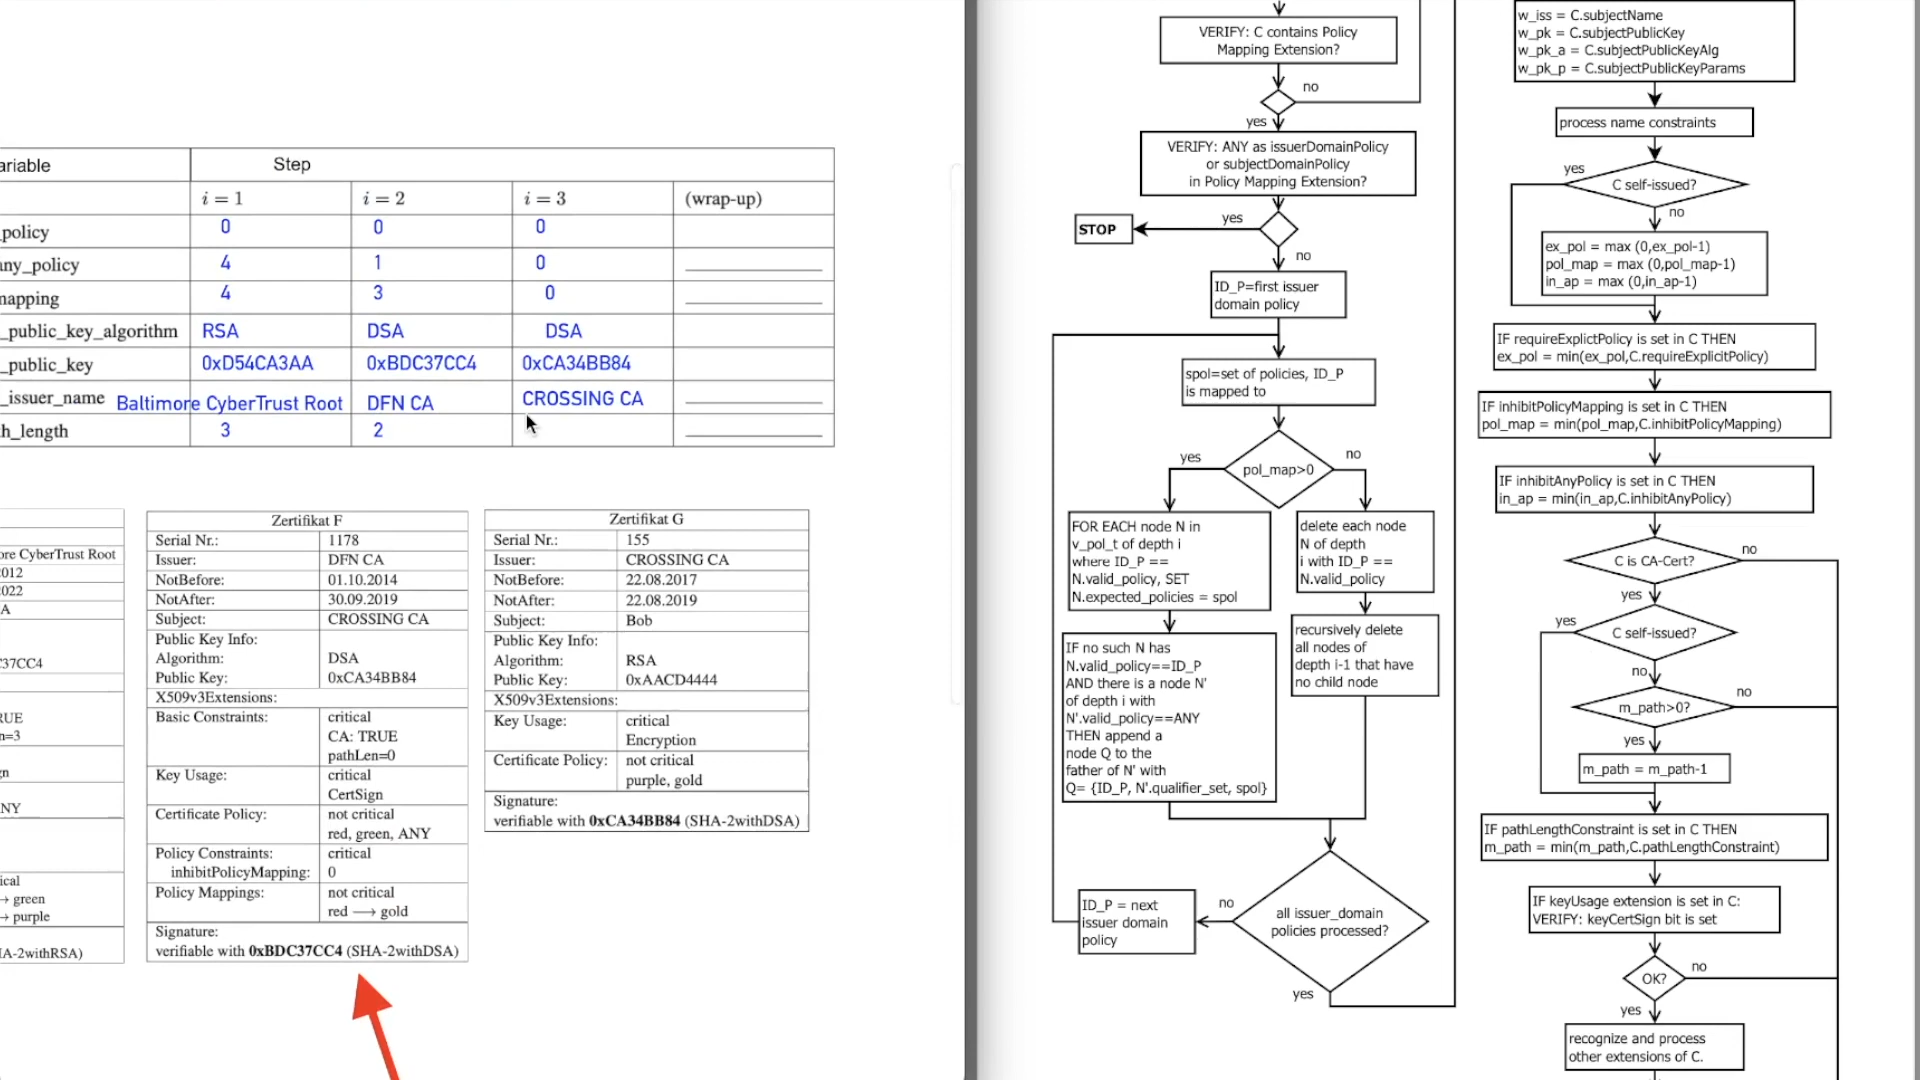 ariable
Step
i = 1
i = 2
i = 3
(wrap-up)
policy
0
0
0
any_policy
4
1
0
mapping
4
3
0
_public_key_algorithm
RSA
DSA
DSA
_public_key
0xD54CA3AA
0xBDC37CC4
0xCA34BB84
_issuer_name
Baltimore CyberTrust Root
DFN CA
CROSSING CA
h_length
3
2
ore CyberTrust Root
012
022
A
37CC4
RUE
n=3
gn
NY
ical
→ green
→ purple
A-2withRSA)
Zertifikat F
Serial Nr.: 1178
Issuer: DFN CA
NotBefore: 01.10.2014
NotAfter: 30.09.2019
Subject: CROSSING CA
Public Key Info:
Algorithm: DSA
Public Key: 0xCA34BB84
X509v3Extensions:
Basic Constraints: critical
CA: TRUE
pathLen=0
Key Usage: critical
CertSign
Certificate Policy: not critical
red, green, ANY
Policy Constraints: critical
inhibitPolicyMapping: 0
Policy Mappings: not critical
red ⟶ gold
Signature:
verifiable with 0xBDC37CC4 (SHA-2withDSA)
Zertifikat G
Serial Nr.: 155
Issuer: CROSSING CA
NotBefore: 22.08.2017
NotAfter: 22.08.2019
Subject: Bob
Public Key Info:
Algorithm: RSA
Public Key: 0xAACD4444
X509v3Extensions:
Key Usage: critical
Encryption
Certificate Policy: not critical
purple, gold
Signature:
verifiable with 0xCA34BB84 (SHA-2withDSA)
VERIFY: C contains Policy
Mapping Extension?
no
yes
VERIFY: ANY as issuerDomainPolicy
or subjectDomainPolicy
in Policy Mapping Extension?
yes
STOP
no
ID_P=first issuer
domain policy
spol=set of policies, ID_P
is mapped to
yes
pol_map>0
no
FOR EACH node N in
v_pol_t of depth i
where ID_P ==
N.valid_policy, SET
N.expected_policies = spol
delete each node
N of depth
i with ID_P ==
N.valid_policy
IF no such N has
N.valid_policy==ID_P
AND there is a node N'
of depth i with
N'.valid_policy==ANY
THEN append a
node Q to the
father of N' with
Q= {ID_P, N'.qualifier_set, spol}
recursively delete
all nodes of
depth i-1 that have
no child node
ID_P = next
issuer domain
policy
no
all issuer_domain
policies processed?
yes
w_iss = C.subjectName
w_pk = C.subjectPublicKey
w_pk_a = C.subjectPublicKeyAlg
w_pk_p = C.subjectPublicKeyParams
process name constraints
yes
C self-issued?
no
ex_pol = max (0,ex_pol-1)
pol_map = max (0,pol_map-1)
in_ap = max (0,in_ap-1)
IF requireExplictPolicy is set in C THEN
ex_pol = min(ex_pol,C.requireExplicitPolicy)
IF inhibitPolicyMapping is set in C THEN
pol_map = min(pol_map,C.inhibitPolicyMapping)
IF inhibitAnyPolicy is set in C THEN
in_ap = min(in_ap,C.inhibitAnyPolicy)
C is CA-Cert?
no
yes
yes
C self-issued?
no
m_path>0?
no
yes
m_path = m_path-1
IF pathLengthConstraint is set in C THEN
m_path = min(m_path,C.pathLengthConstraint)
IF keyUsage extension is set in C:
VERIFY: keyCertSign bit is set
OK?
no
yes
recognize and process
other extensions of C.